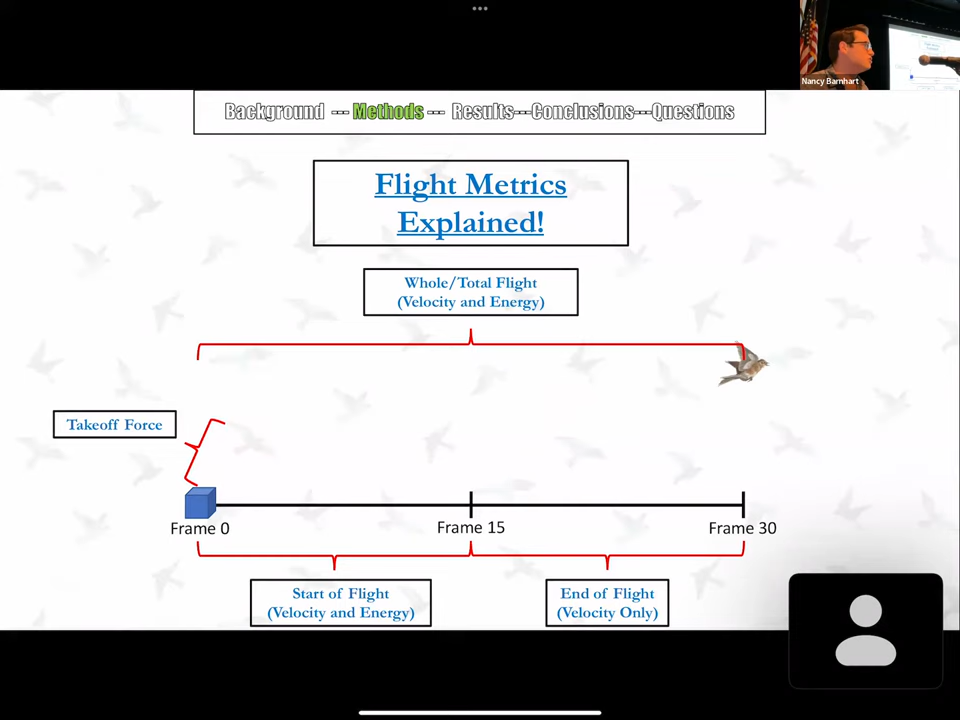 Nancy Barnhart
Background --- Methods --- Results---Conclusions---Questions
Flight Metrics
Explained!
Whole/Total Flight
(Velocity and Energy)
Takeoff Force
Frame 0
Frame 15
Frame 30
Start of Flight
(Velocity and Energy)
End of Flight
(Velocity Only)